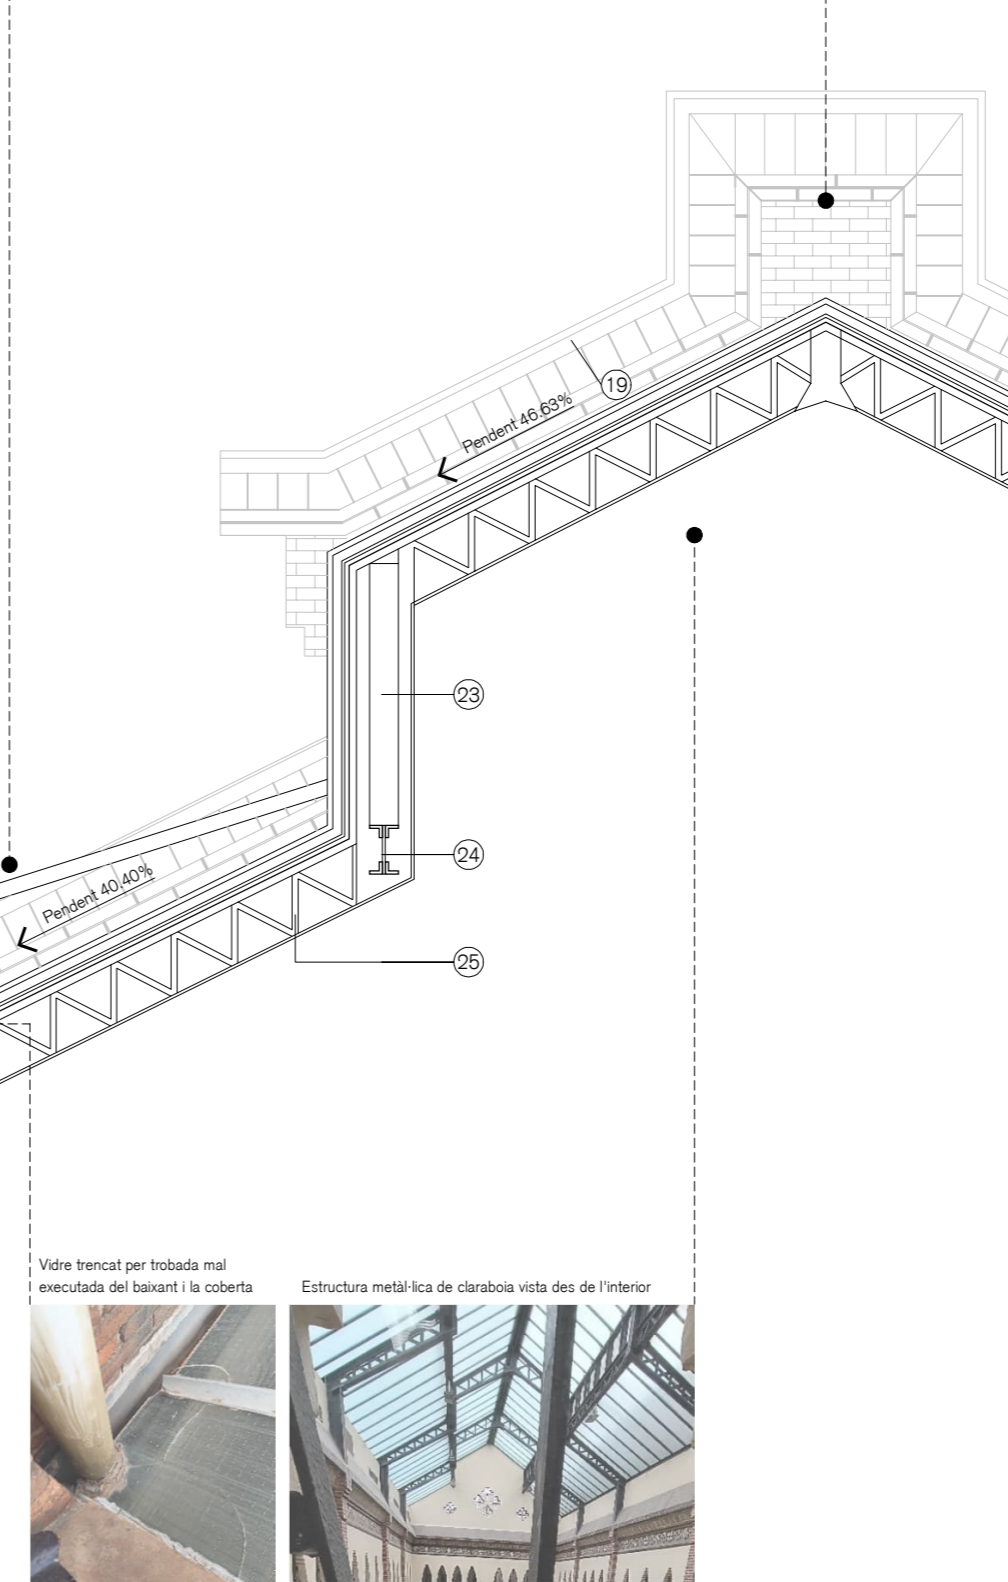 19
Pendent 46.63%
23
24
Pendent 40.40%
25
Vidre trencat per trobada mal
executada del baixant i la coberta
Estructura metàl·lica de claraboia vista des de l'interior